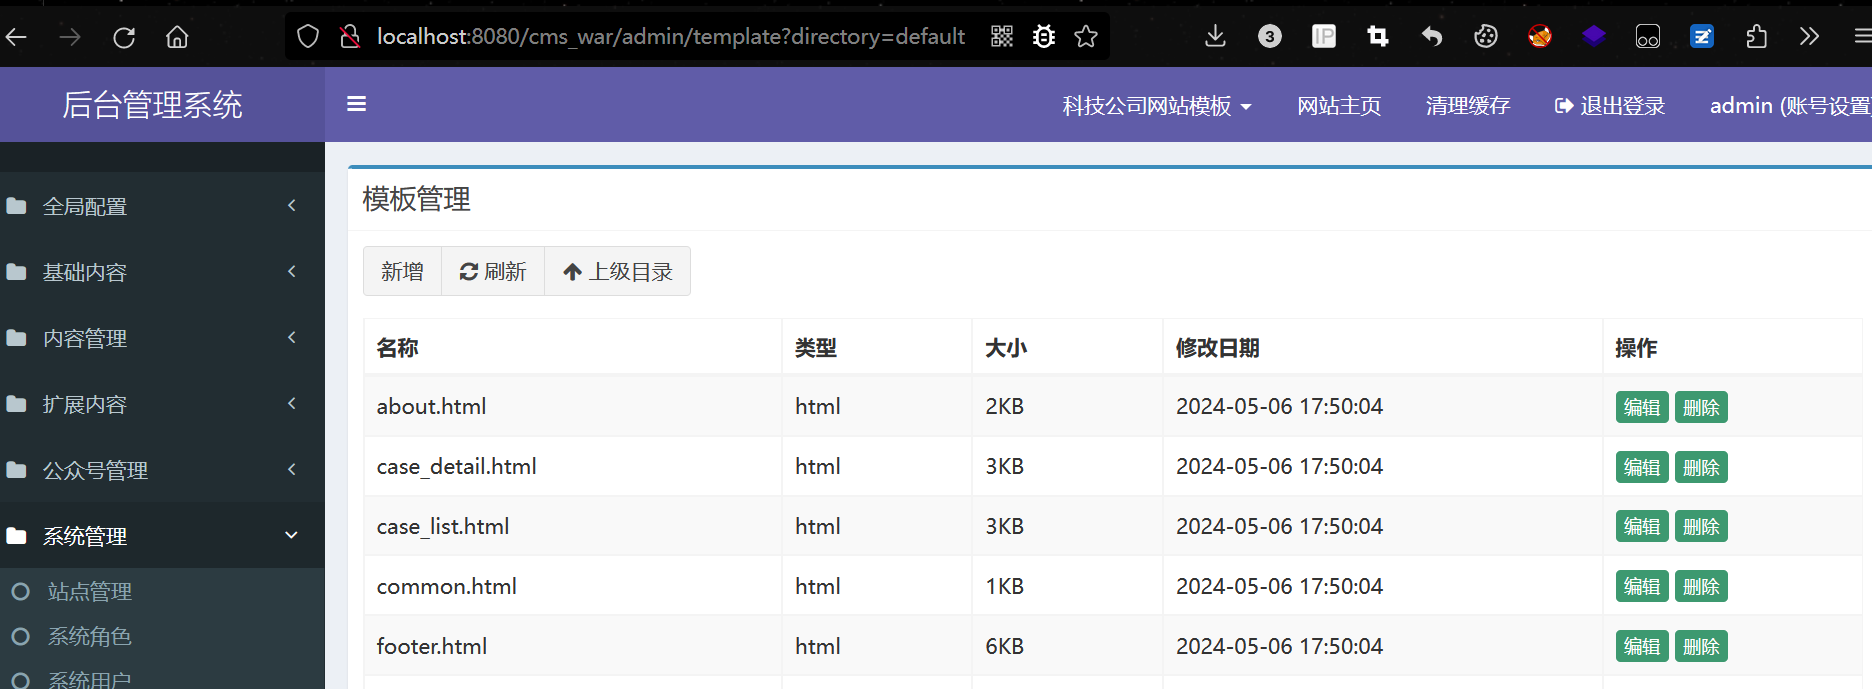 localhost:8080/cms_war/admin/template?directory=default
3
IP
后台管理系统
科技公司网站模板
网站主页
清理缓存
退出登录
admin (账号设置
全局配置
基础内容
内容管理
扩展内容
公众号管理
系统管理
站点管理
系统角色
系统用户
模板管理
新增 刷新 上级目录
名称 类型 大小 修改日期 操作
about.html html 2KB 2024-05-06 17:50:04 编辑 删除
case_detail.html html 3KB 2024-05-06 17:50:04 编辑 删除
case_list.html html 3KB 2024-05-06 17:50:04 编辑 删除
common.html html 1KB 2024-05-06 17:50:04 编辑 删除
footer.html html 6KB 2024-05-06 17:50:04 编辑 删除